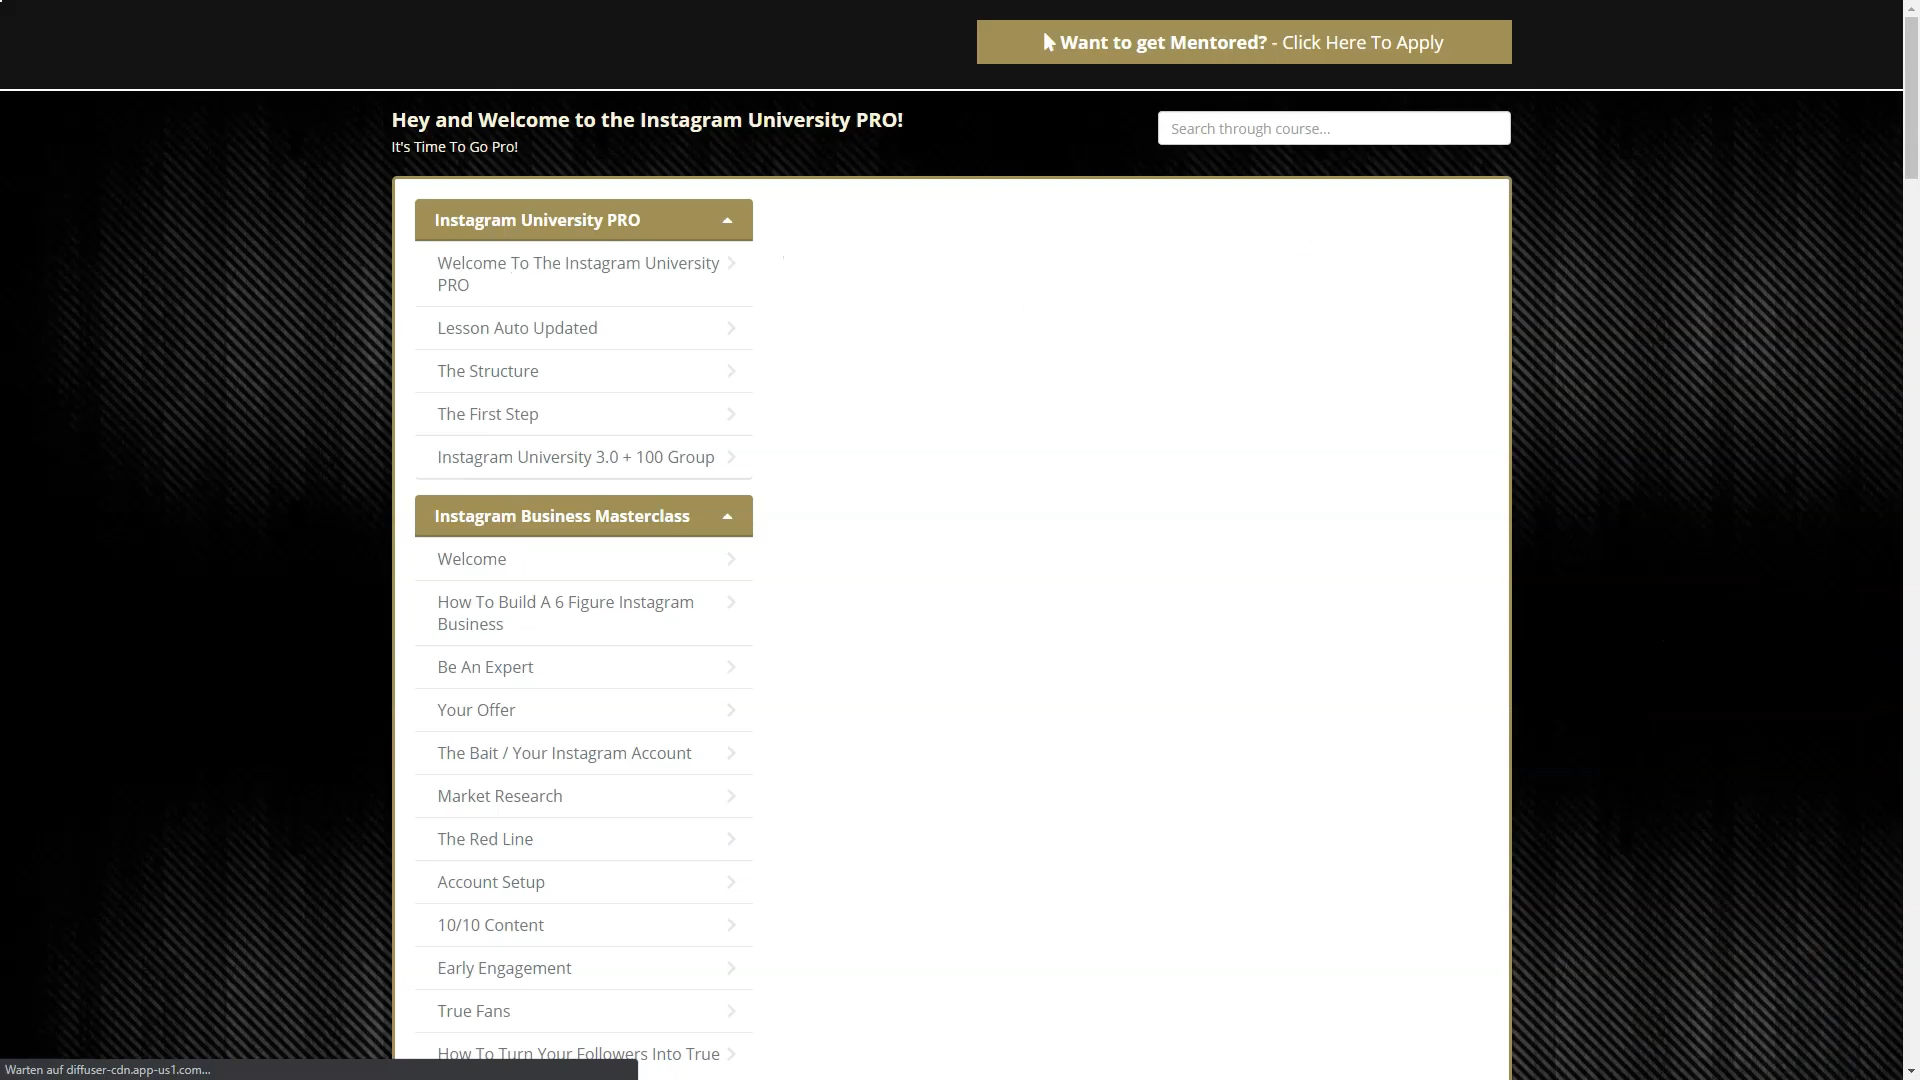 Want to get Mentored? - Click Here To Apply
Hey and Welcome to the Instagram University PRO!
It's Time To Go Pro!
Search through course...
Instagram University PRO
Welcome To The Instagram University
PRO
Lesson Auto Updated
The Structure
The First Step
Instagram University 3.0 + 100 Group
Instagram Business Masterclass
Welcome
How To Build A 6 Figure Instagram
Business
Be An Expert
Your Offer
The Bait / Your Instagram Account
Market Research
The Red Line
Account Setup
10/10 Content
Early Engagement
True Fans
How To Turn Your Followers Into True
Warten auf diffuser-cdn.app-us1.com...